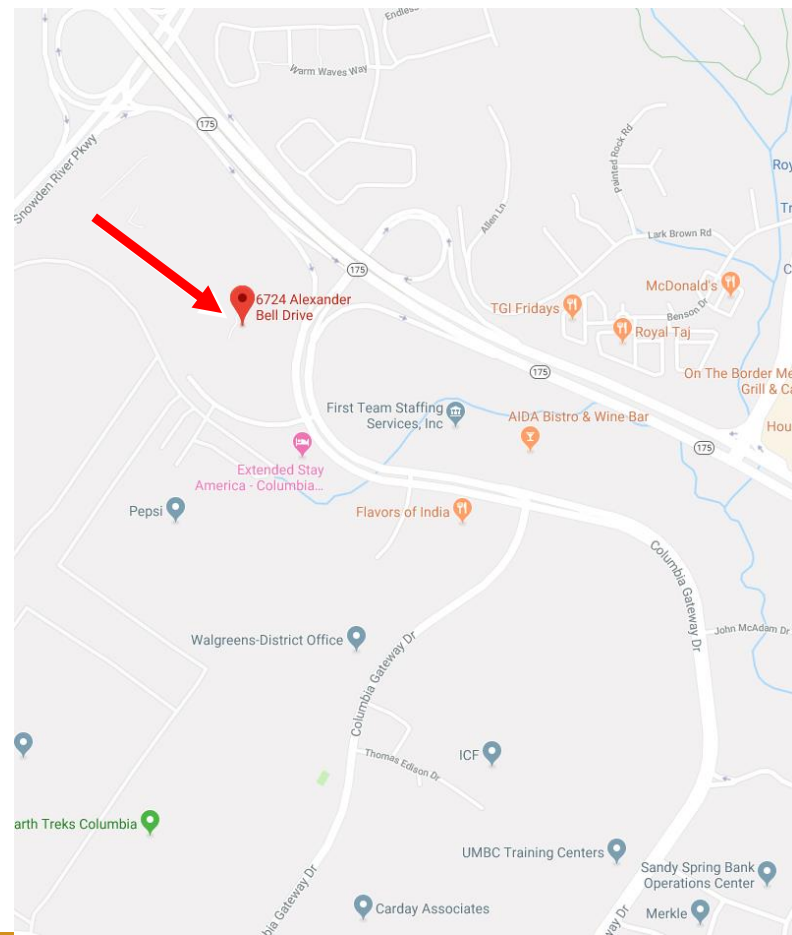 Endless
Warm Waves Way
175
Snowden River Pkwy
Painted Rock Rd
Roy
Tr
Allen Ln
Lark Brown Rd
175
C
McDonald's
6724 Alexander
Bell Drive
TGI Fridays
Benson Dr
Royal Taj
175
On The Border Me
Grill & Ca
First Team Staffing
Services, Inc
AIDA Bistro & Wine Bar
Hou
175
Extended Stay
America - Columbia...
Pepsi
Flavors of India
Columbia Gateway Dr
John McAdam Dr
Walgreens-District Office
Columbia Gateway Dr
Thomas Edison Dr
ICF
arth Treks Columbia
UMBC Training Centers
Sandy Spring Bank
Operations Center
bia Gateway Dr
Carday Associates
way Dr
Merkle